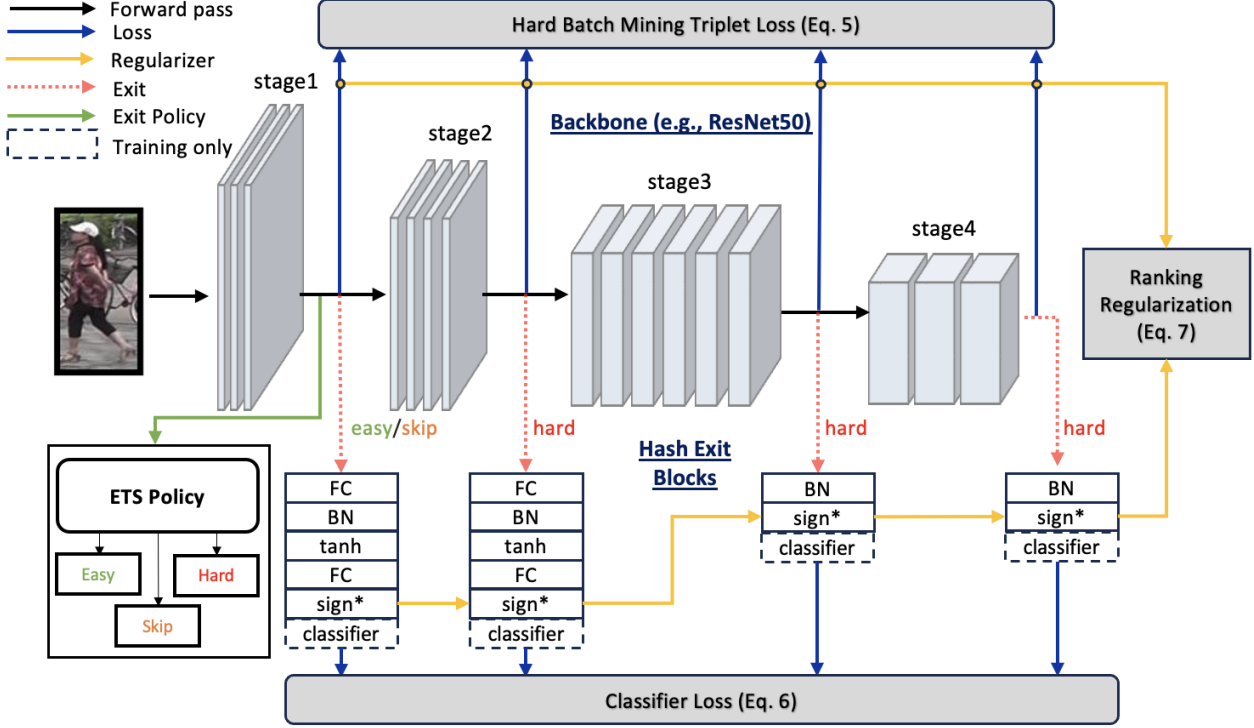 Forward pass
Loss
Regularizer
Exit
Exit Policy
Training only
Hard Batch Mining Triplet Loss (Eq. 5)
stage1
stage2
Backbone (e.g., ResNet50)
stage3
stage4
Ranking
Regularization
(Eq. 7)
easy/skip
hard
Hash Exit
Blocks
hard
hard
ETS Policy
Easy
Hard
Skip
FC
BN
tanh
FC
sign*
classifier
FC
BN
tanh
FC
sign*
classifier
BN
sign*
classifier
BN
sign*
classifier
Classifier Loss (Eq. 6)